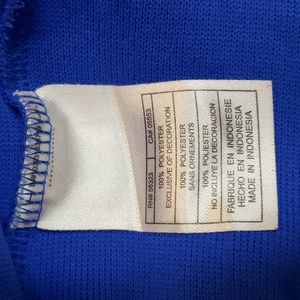 RN# 56323 CA# 05553
100% POLYESTER
EXCLUSIVE OF DECORATION
100% POLYESTER
SANS ORNEMENTS
100% POLIESTER
NO INCLUYE LA DECORACION
FABRIQUE EN INDONESIE
HECHO EN INDONESIA
MADE IN INDONESIA